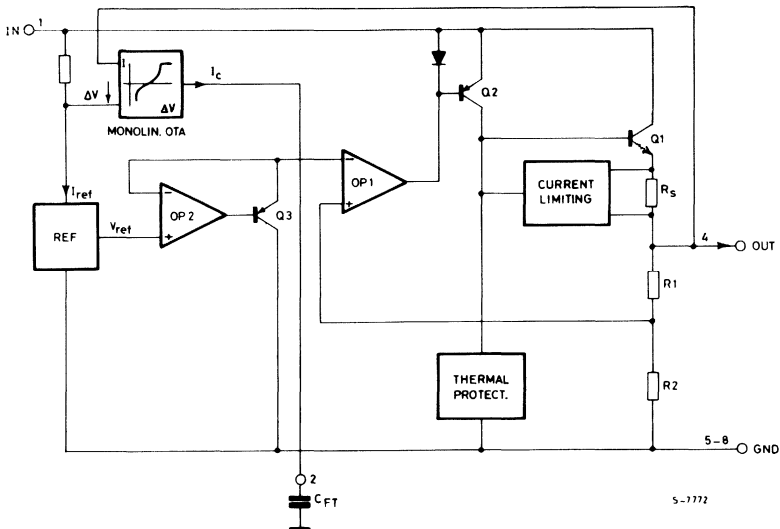 IN 1
I
ΔV
Ic
ΔV
MONOLIN. OTA
Q2
Q1
Iref
REF
Vref
-
OP 2
+
Q3
-
OP 1
+
CURRENT
LIMITING
Rs
4
OUT
R1
THERMAL
PROTECT.
R2
5-8
GND
2
CFT
S-7772